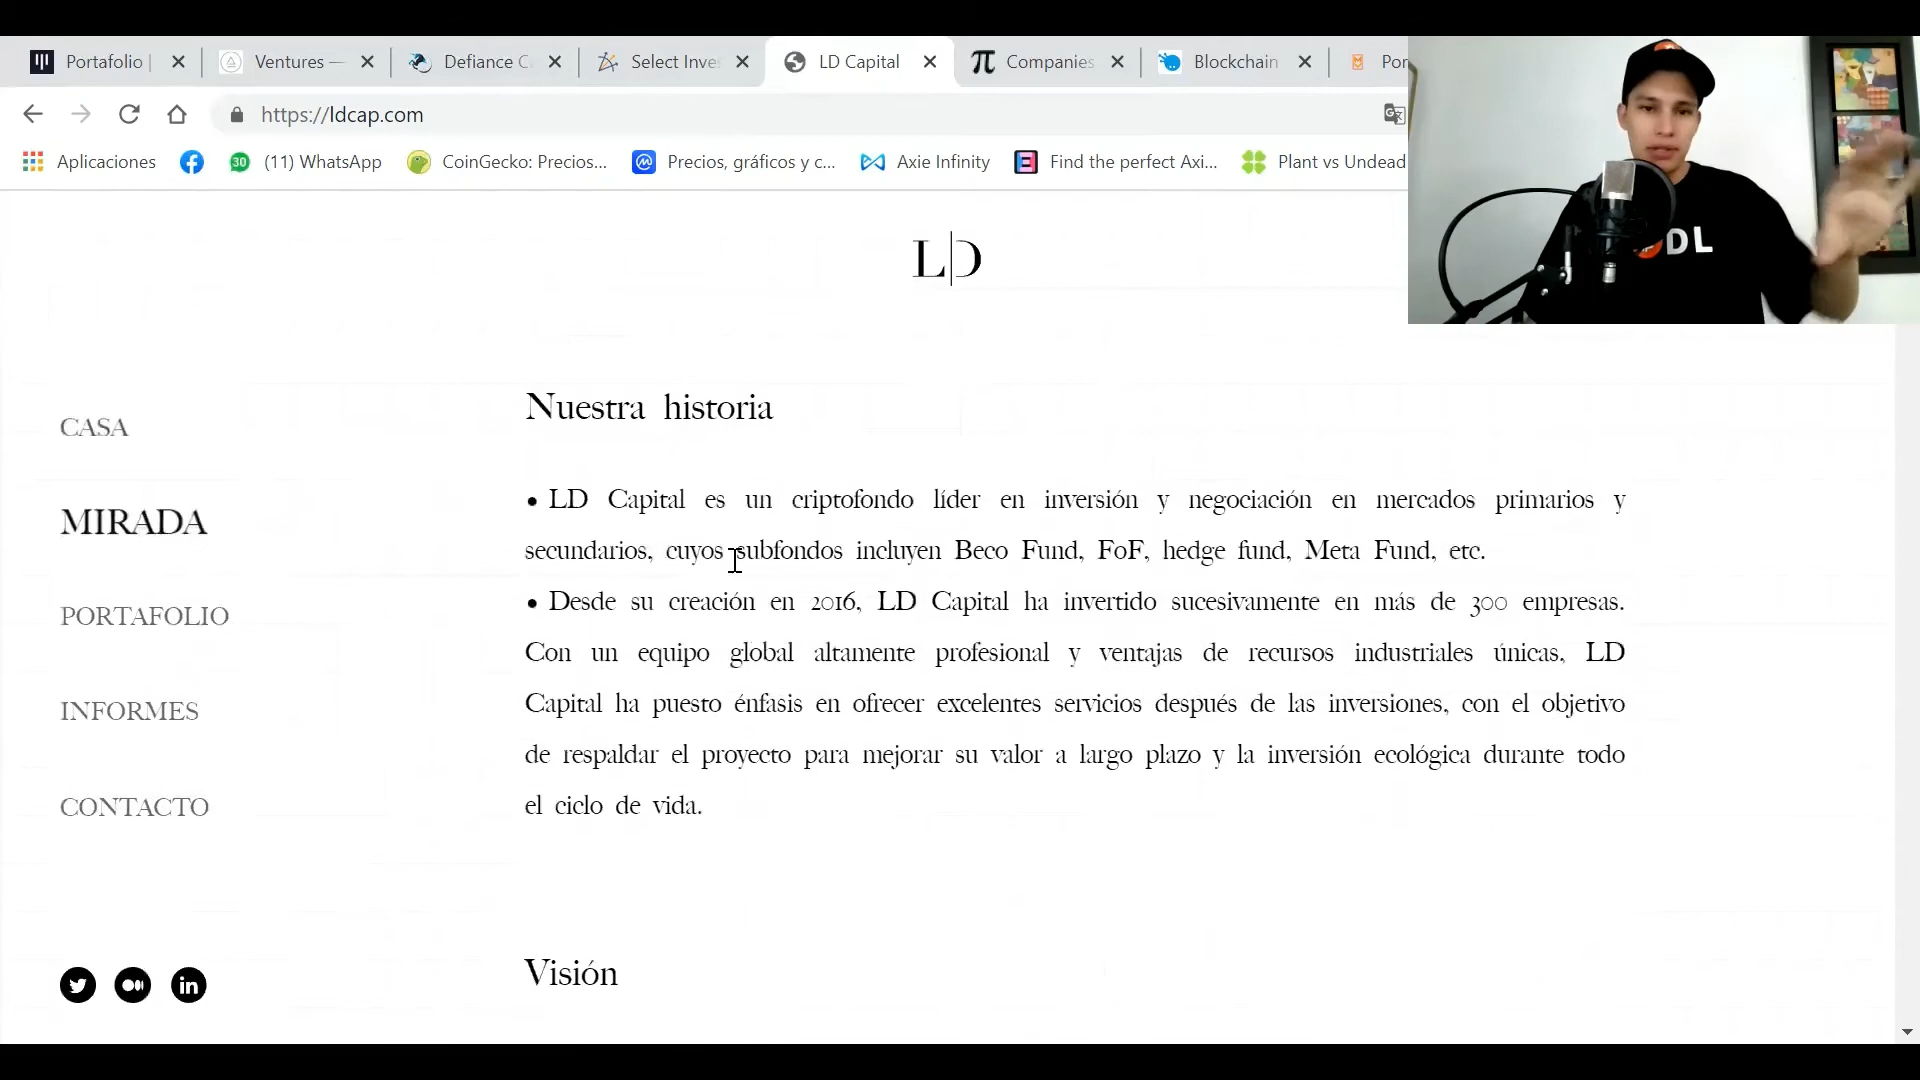 Portafolio |
Ventures —
Defiance C
Select Inve
LD Capital
Companies
Blockchain
Por
https://ldcap.com
Aplicaciones
30
(11) WhatsApp
CoinGecko: Precios...
Precios, gráficos y c...
Axie Infinity
Find the perfect Axi...
Plant vs Undead
DL
LD
CASA
MIRADA
PORTAFOLIO
INFORMES
CONTACTO
Nuestra historia
• LD Capital es un criptofondo líder en inversión y negociación en mercados primarios y
secundarios, cuyos subfondos incluyen Beco Fund, FoF, hedge fund, Meta Fund, etc.
• Desde su creación en 2016, LD Capital ha invertido sucesivamente en más de 300 empresas.
Con un equipo global altamente profesional y ventajas de recursos industriales únicas, LD
Capital ha puesto énfasis en ofrecer excelentes servicios después de las inversiones, con el objetivo
de respaldar el proyecto para mejorar su valor a largo plazo y la inversión ecológica durante todo
el ciclo de vida.
Visión